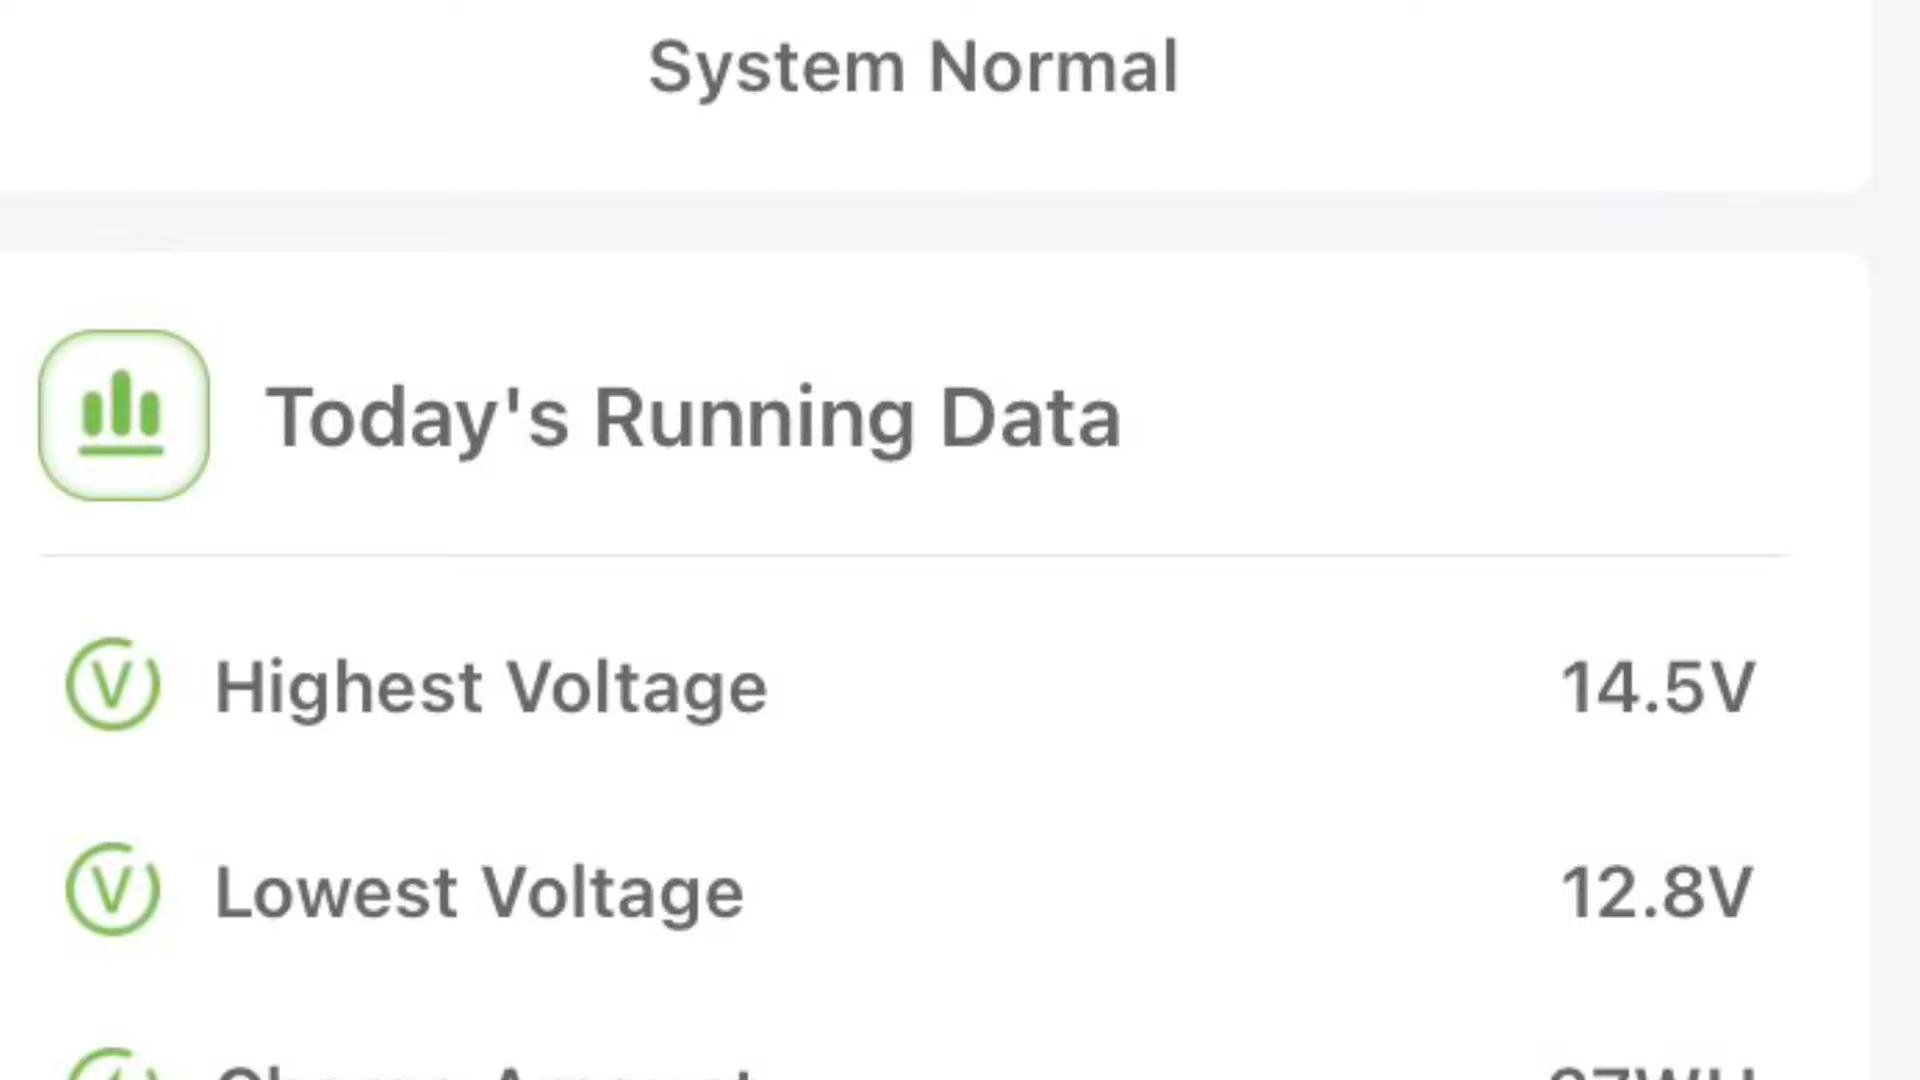 System Normal
Today's Running Data
Highest Voltage 14.5V
Lowest Voltage 12.8V